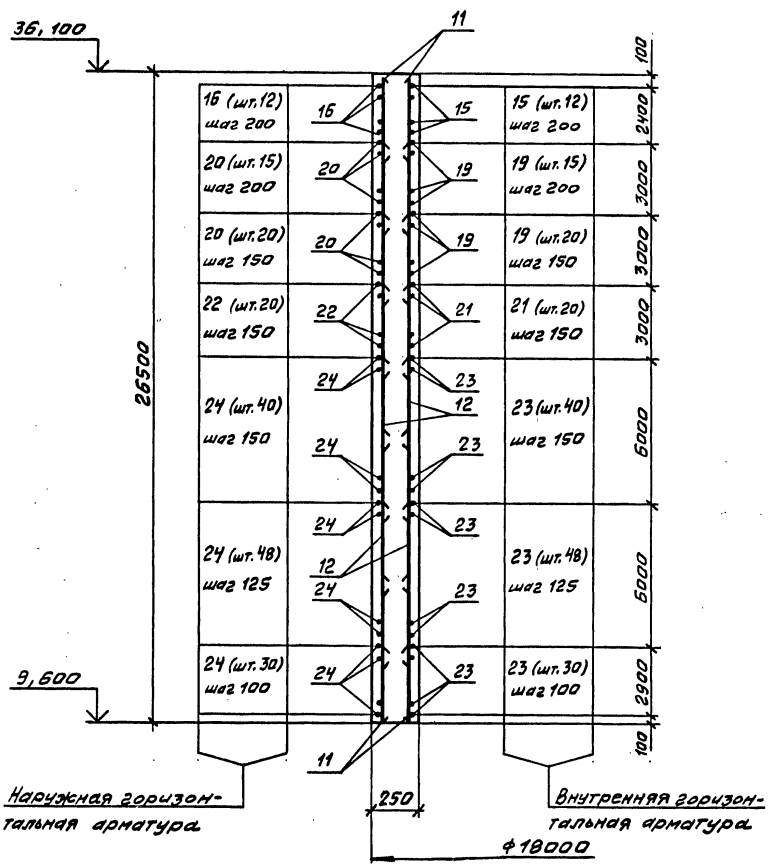 36,100
11
100
16 (шт.12)
шаг 200
16
15
15 (шт.12)
шаг 200
2400
20 (шт.15)
шаг 200
20
19
19 (шт.15)
шаг 200
3000
20 (шт.20)
шаг 150
20
19
19 (шт.20)
шаг 150
3000
22 (шт.20)
шаг 150
22
21
21 (шт.20)
шаг 150
3000
26500
24
23
24 (шт.40)
шаг 150
12
23 (шт.40)
шаг 150
6000
24
23
24
23
24 (шт.48)
шаг 125
12
23 (шт.48)
шаг 125
6000
24
23
9,600
24 (шт.30)
шаг 100
24
23
23 (шт.30)
шаг 100
2900
11
100
Наружная горизон-
тальная арматура
250
Внутренняя горизон-
тальная арматура
ф 18000